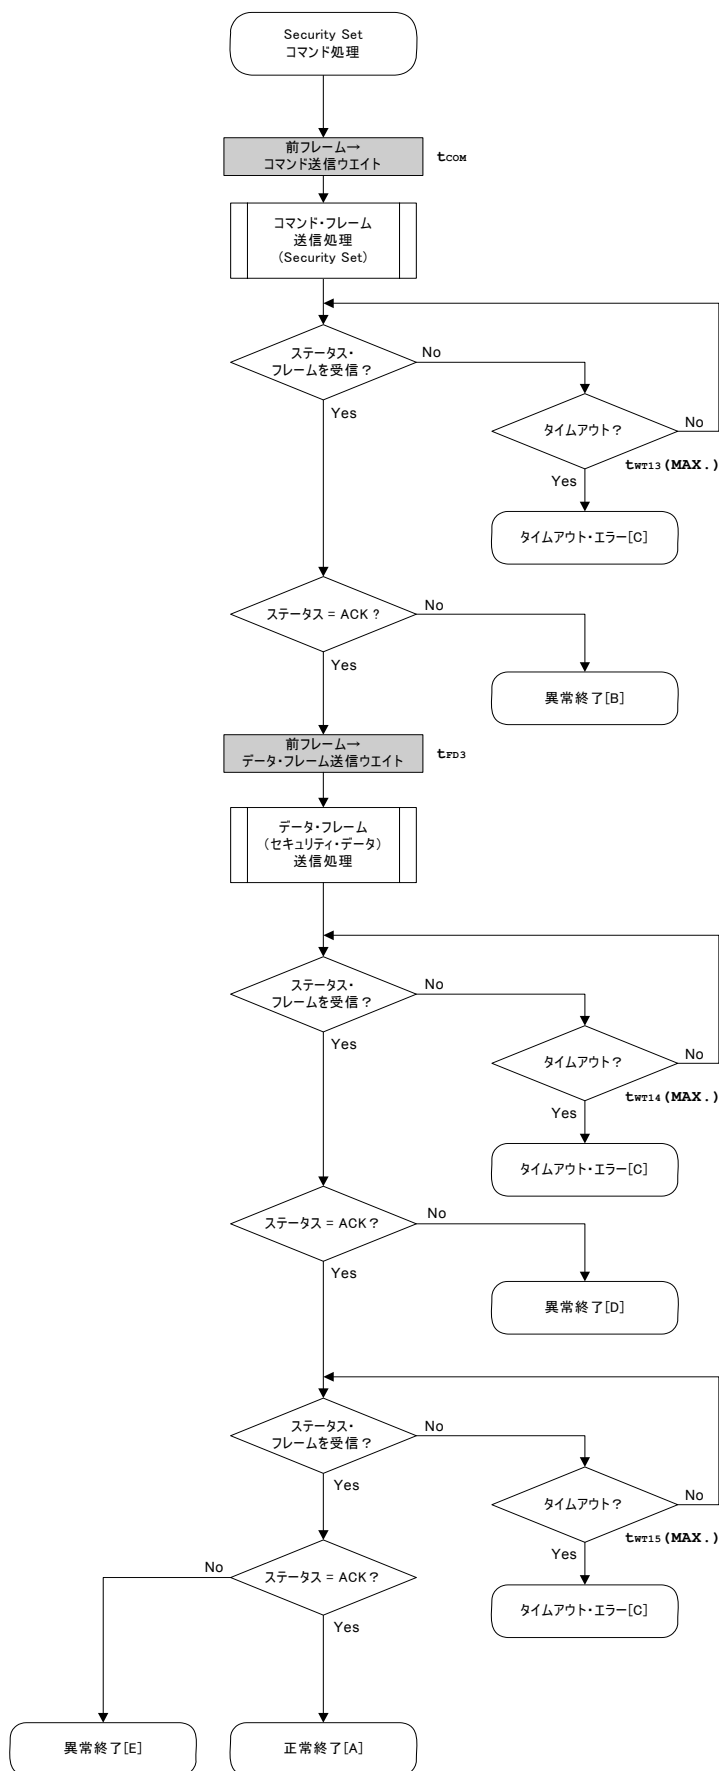 Security Set
コマンド処理
前フレーム→
コマンド送信ウエイト
tCOM
コマンド・フレーム
送信処理
(Security Set)
ステータス・
フレームを受信？
No
Yes
タイムアウト？
No
tWT13(MAX.)
Yes
タイムアウト・エラー[C]
ステータス = ACK？
No
Yes
異常終了[B]
前フレーム→
データ・フレーム送信ウエイト
tFD3
データ・フレーム
（セキュリティ・データ）
送信処理
ステータス・
フレームを受信？
No
Yes
タイムアウト？
No
tWT14(MAX.)
Yes
タイムアウト・エラー[C]
ステータス = ACK？
No
Yes
異常終了[D]
ステータス・
フレームを受信？
No
Yes
タイムアウト？
No
tWT15(MAX.)
Yes
タイムアウト・エラー[C]
ステータス = ACK？
No
Yes
異常終了[E]
正常終了[A]